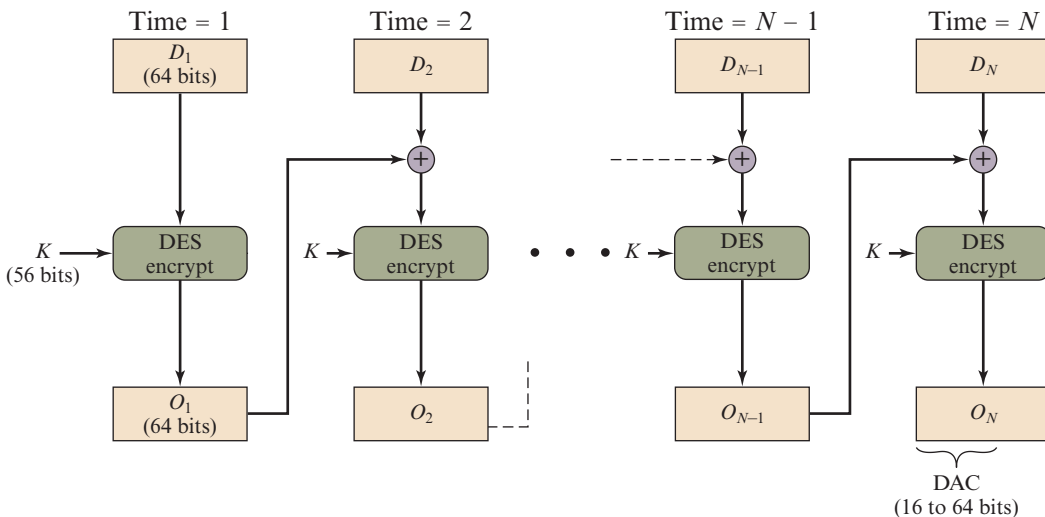 Time = 1
Time = 2
Time = N – 1
Time = N
D1
(64 bits)
D2
DN–1
DN
+
+
+
K
(56 bits)
DES
encrypt
K
DES
encrypt
• • •
K
DES
encrypt
K
DES
encrypt
O1
(64 bits)
O2
ON–1
ON
DAC
(16 to 64 bits)